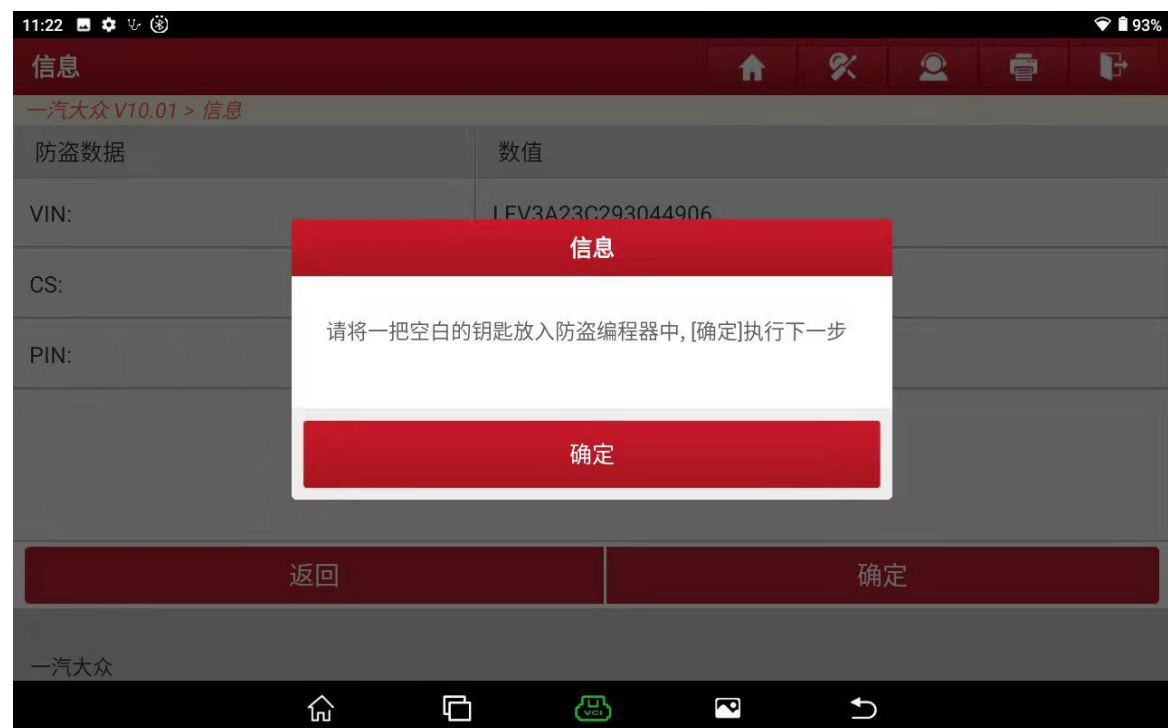 11:22
93%
信息
一汽大众 V10.01 > 信息
防盗数据
数值
VIN:
LFV3A23C293044906
信息
CS:
请将一把空白的钥匙放入防盗编程器中, [确定]执行下一步
PIN:
确定
返回
确定
一汽大众
VCI